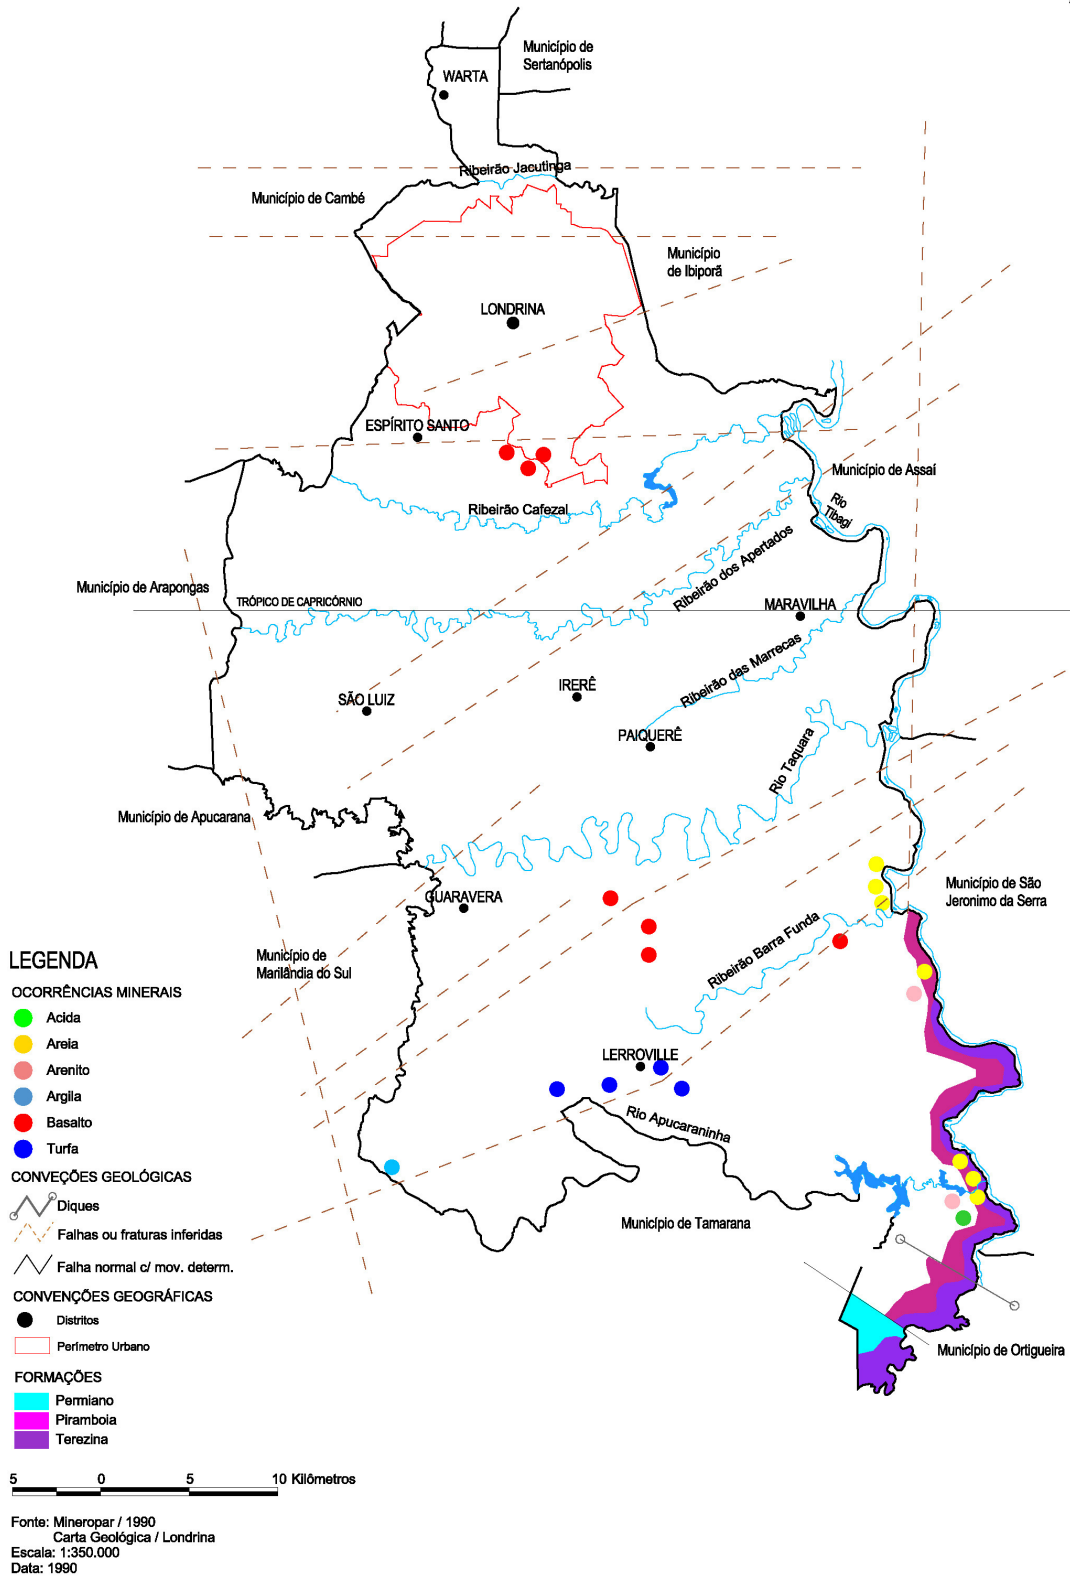 Município de
Sertanópolis
WARTA
Ribeirão Jacutinga
Município de Cambé
Município
de Ibiporã
LONDRINA
ESPÍRITO SANTO
Município de Assaí
Rio
Tibagi
Ribeirão Cafezal
Ribeirão dos Apertados
Município de Arapongas
TRÓPICO DE CAPRICÓRNIO
MARAVILHA
Ribeirão das Marrecas
IRERÊ
SÃO LUIZ
PAIQUERÊ
Rio Taquara
Município de Apucarana
Município de São
Jeronimo da Serra
GUARAVERA
Ribeirão Barra Funda
Município de
Marilândia do Sul
LERROVILLE
Rio Apucaraninha
Município de Tamarana
Município de Ortigueira
LEGENDA
OCORRÊNCIAS MINERAIS
Acida
Areia
Arenito
Argila
Basalto
Turfa
CONVEÇÕES GEOLÓGICAS
Diques
Falhas ou fraturas inferidas
Falha normal c/ mov. determ.
CONVENÇÕES GEOGRÁFICAS
Distritos
Perímetro Urbano
FORMAÇÕES
Permiano
Piramboia
Terezina
5 0 5 10 Kilômetros
Fonte: Mineropar / 1990
Carta Geológica / Londrina
Escala: 1:350.000
Data: 1990